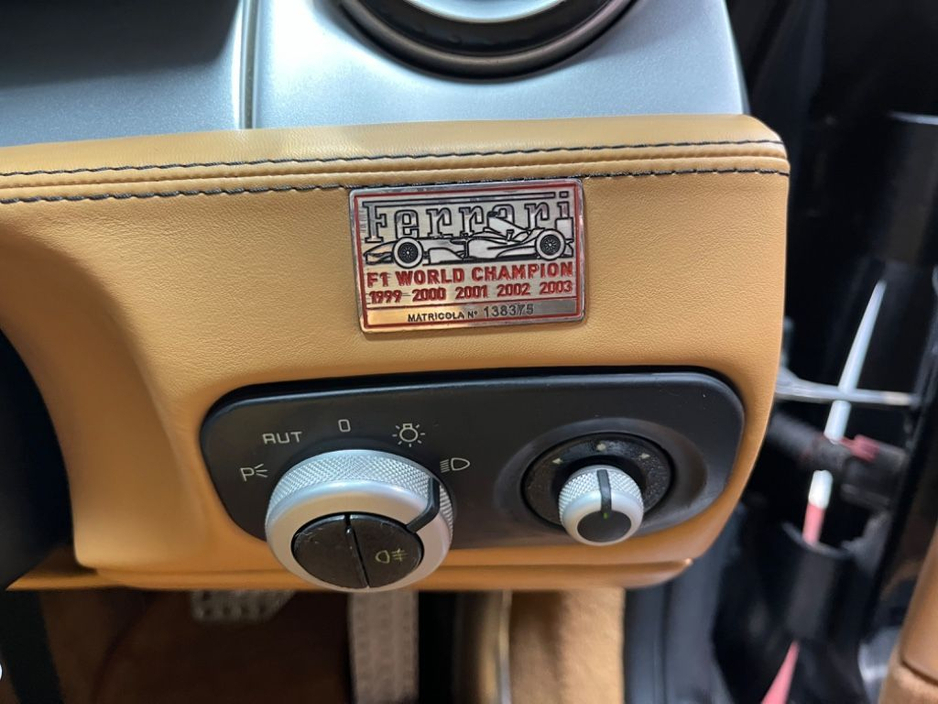 Ferrari
F1 WORLD CHAMPION
1999 2000 2001 2002 2003
MATRICOLA N° 138375
AUT 0
P